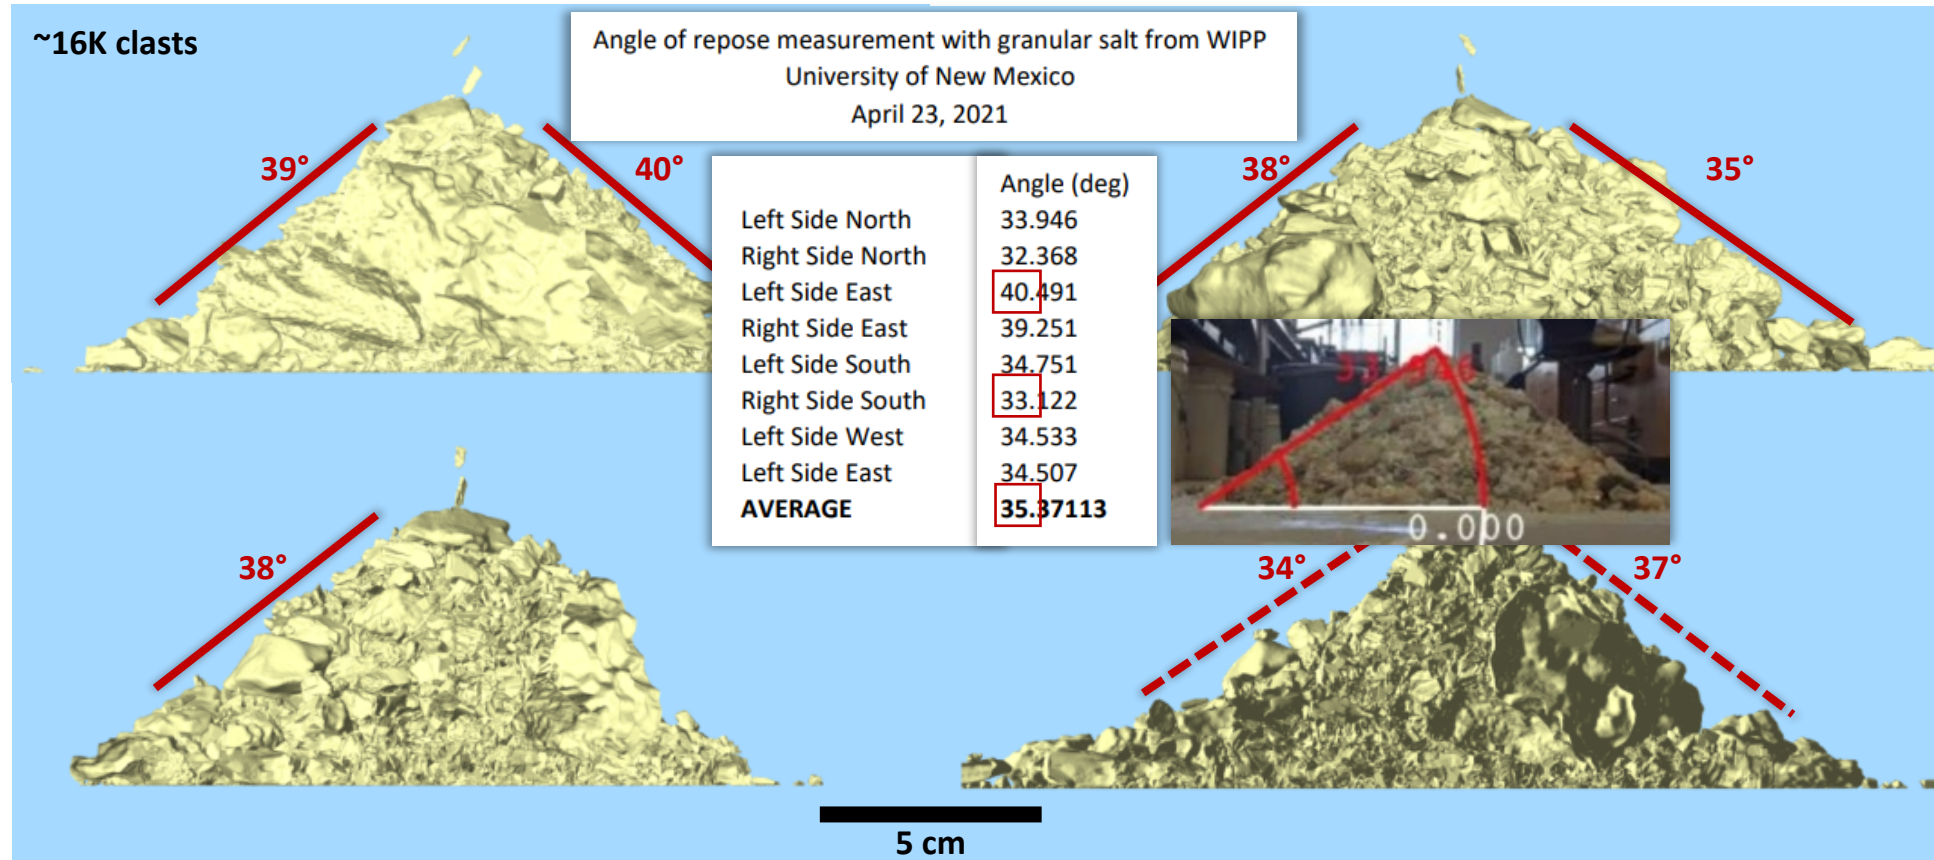 ~16K clasts
Angle of repose measurement with granular salt from WIPP
University of New Mexico
April 23, 2021
39°
40°
38°
35°
Angle (deg)
Left Side North 33.946
Right Side North 32.368
Left Side East 40.491
Right Side East 39.251
Left Side South 34.751
Right Side South 33.122
Left Side West 34.533
Left Side East 34.507
AVERAGE 35.37113
0.000
38°
34°
37°
5 cm